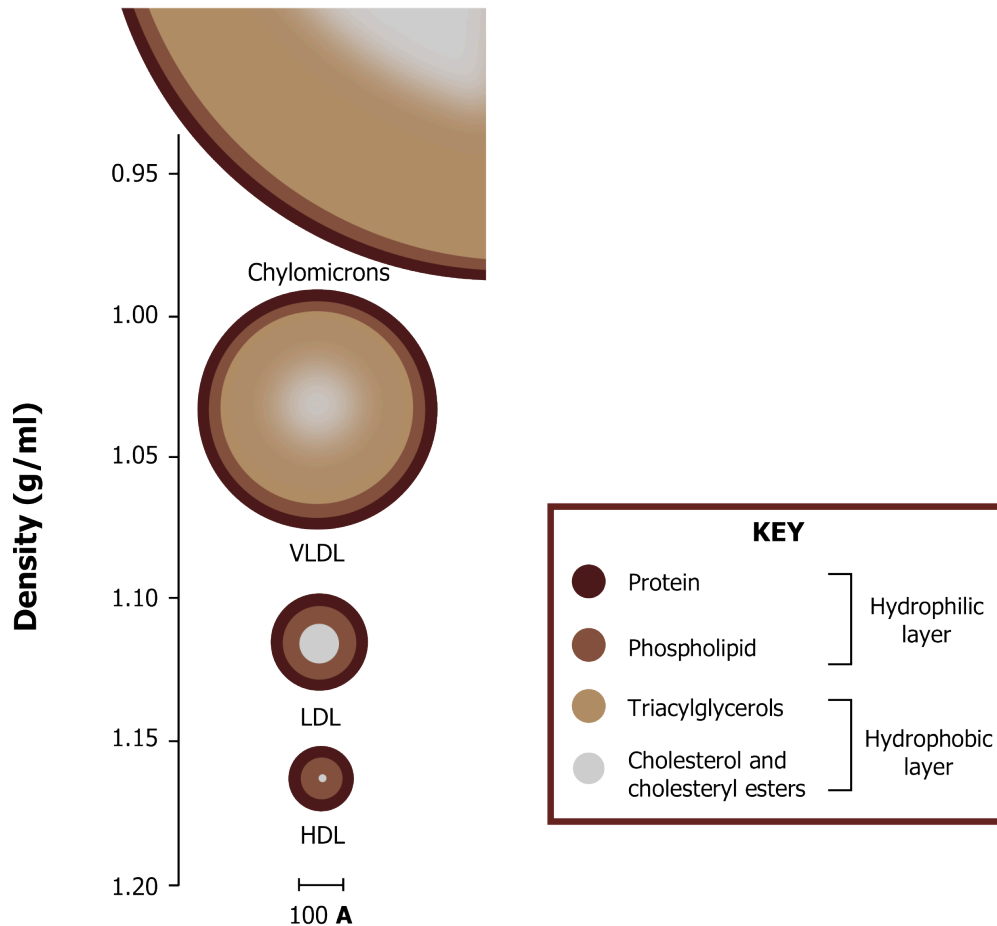 0.95
Chylomicrons
1.00
1.05
VLDL
1.10
LDL
1.15
HDL
1.20
100 A
Density (g/ml)
KEY
Protein
Phospholipid
Hydrophilic
layer
Triacylglycerols
Cholesterol and
cholesteryl esters
Hydrophobic
layer